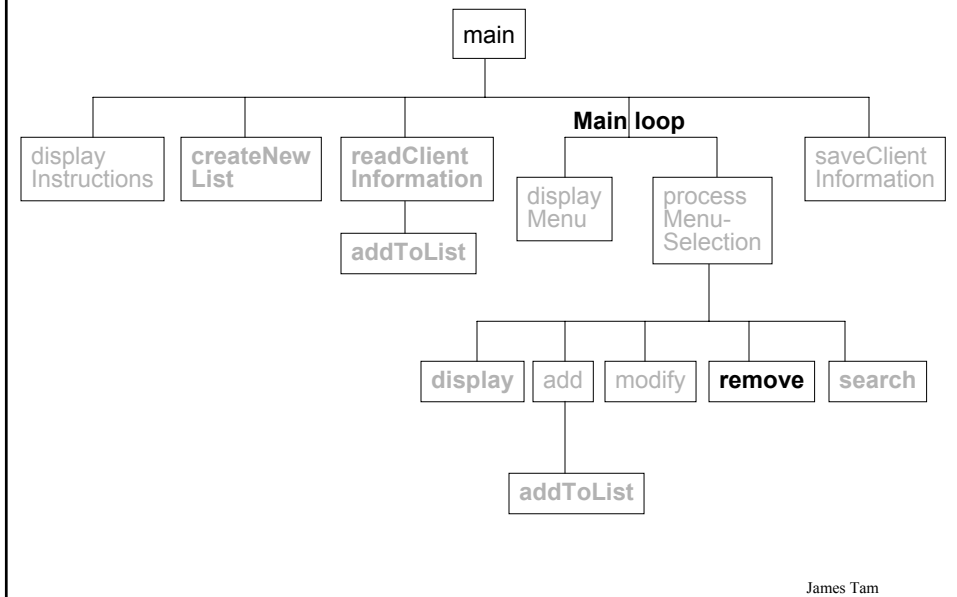 main
Main loop
display
Instructions
createNew
List
readClient
Information
addToList
display
Menu
process
Menu-
Selection
saveClient
Information
display
add
modify
remove
search
addToList
James Tam